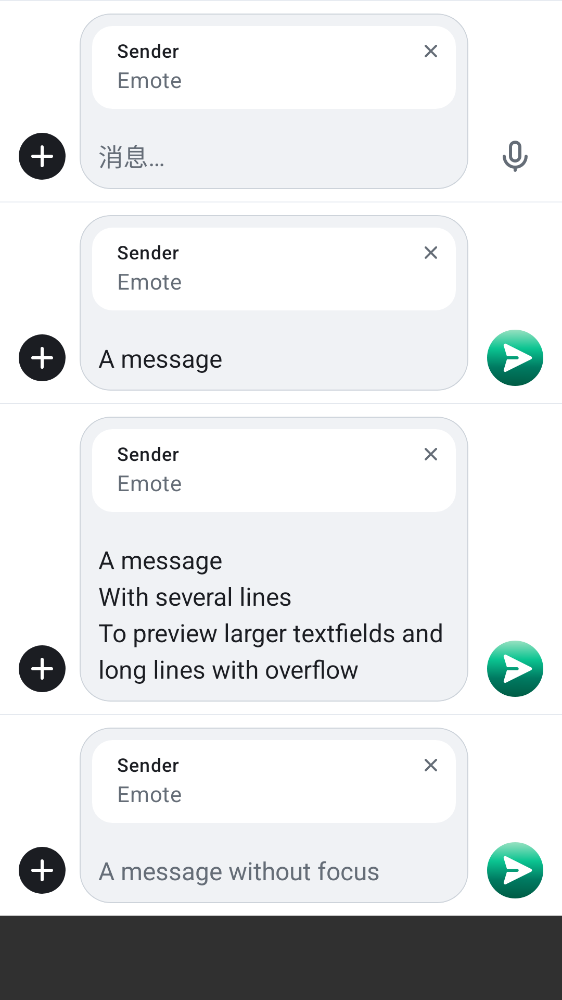 Sender
Emote
消息…
Sender
Emote
A message
Sender
Emote
A message
With several lines
To preview larger textfields and
long lines with overflow
Sender
Emote
A message without focus